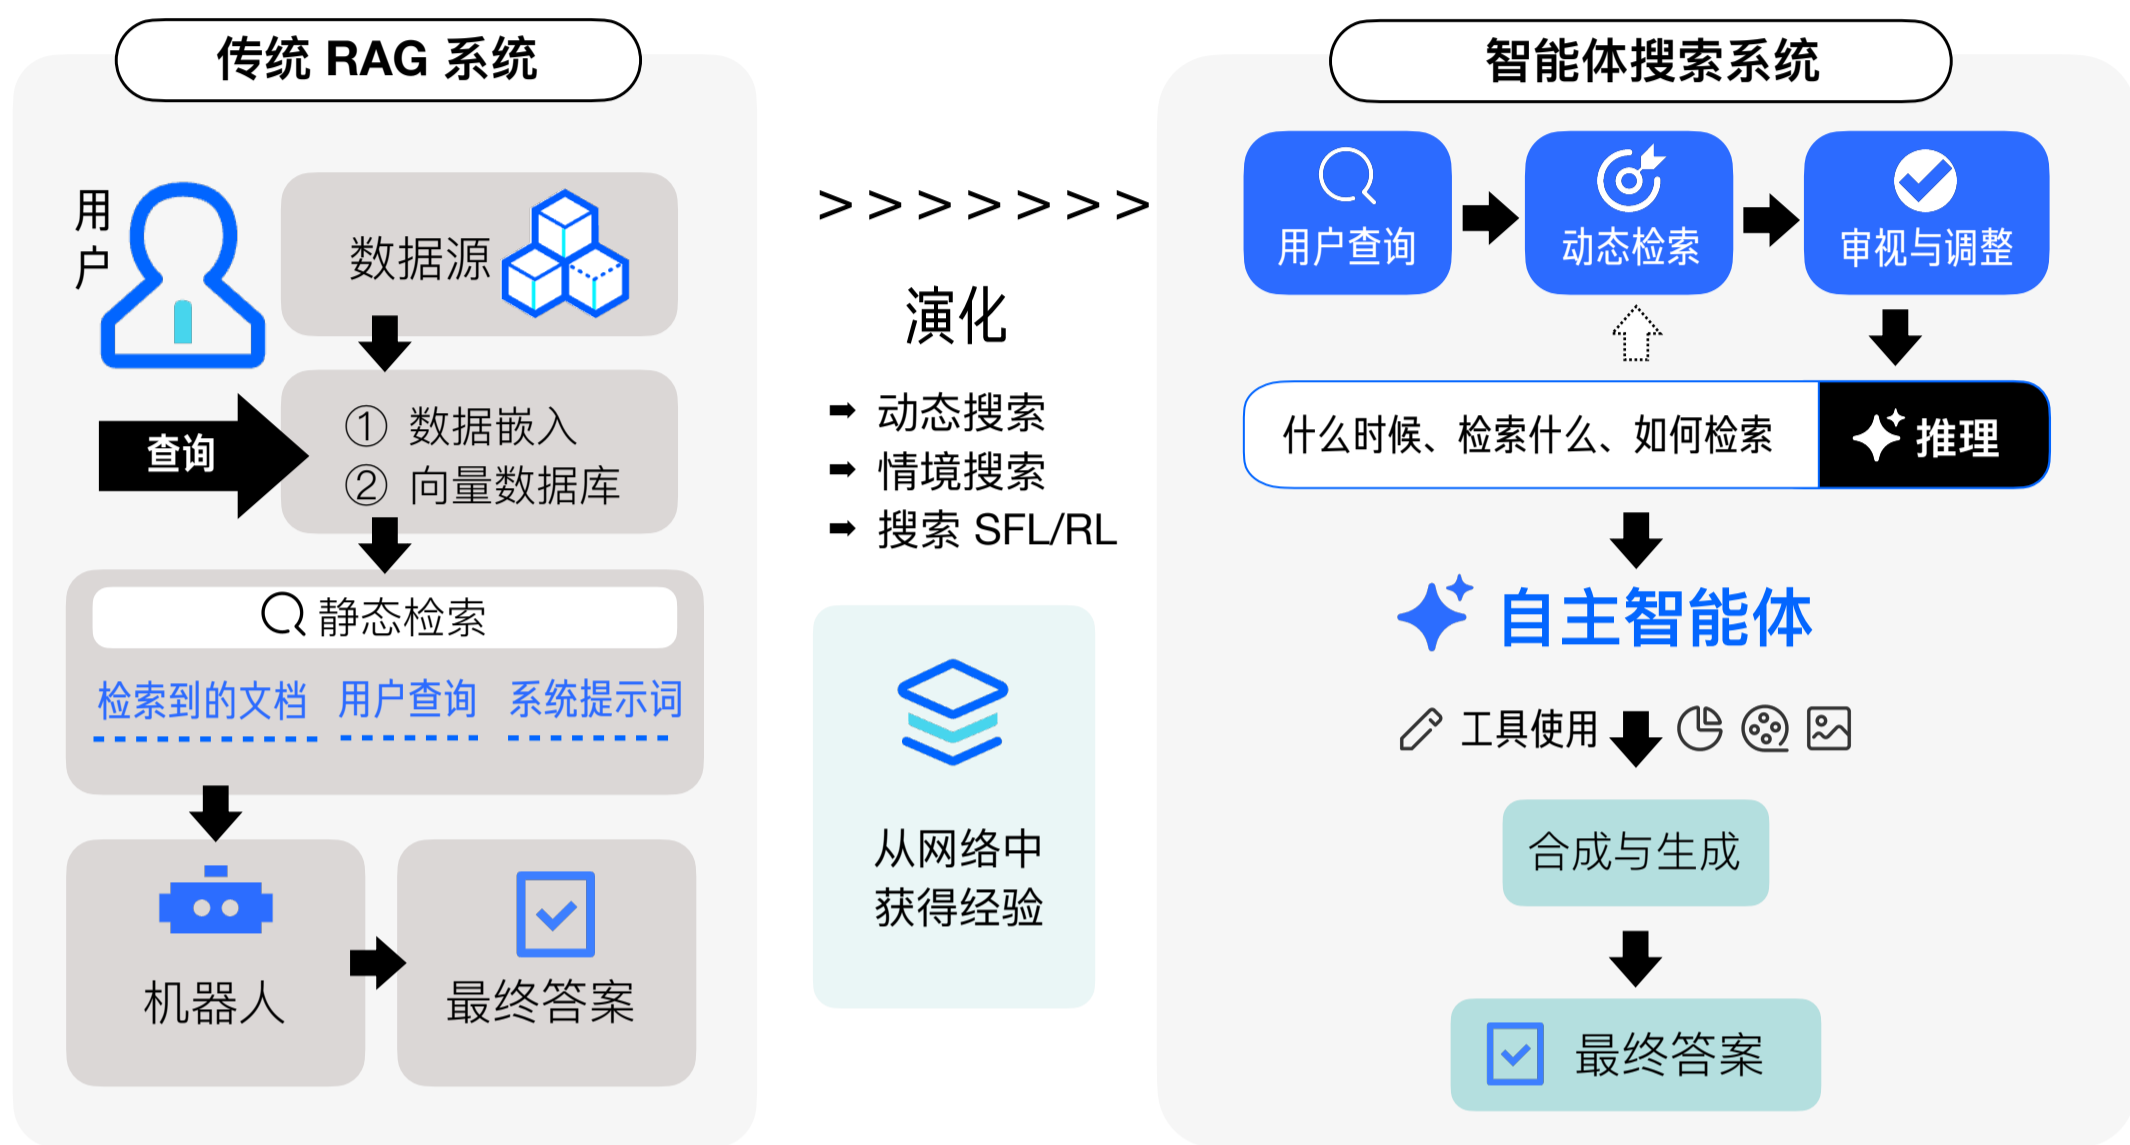 传统 RAG 系统
用户
数据源
查询
① 数据嵌入
② 向量数据库
静态检索
检索到的文档 用户查询 系统提示词
机器人
最终答案
>>>>>>>
演化
➡ 动态搜索
➡ 情境搜索
➡ 搜索 SFL/RL
从网络中
获得经验
智能体搜索系统
用户查询
动态检索
审视与调整
什么时候、检索什么、如何检索
推理
自主智能体
工具使用
合成与生成
最终答案